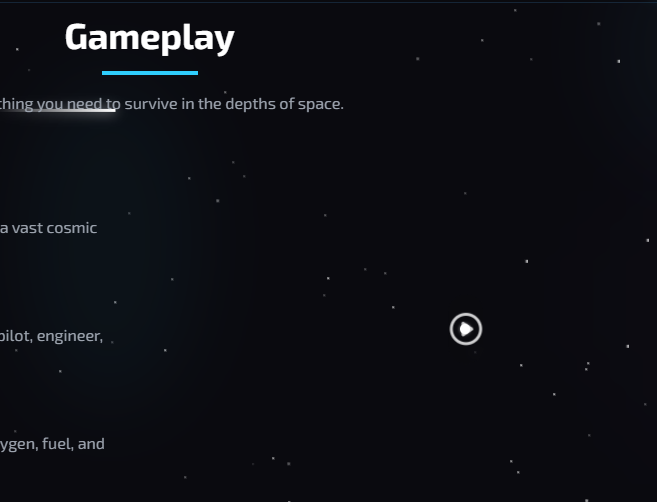 Gameplay
thing you need to survive in the depths of space.
a vast cosmic
pilot, engineer,
ygen, fuel, and